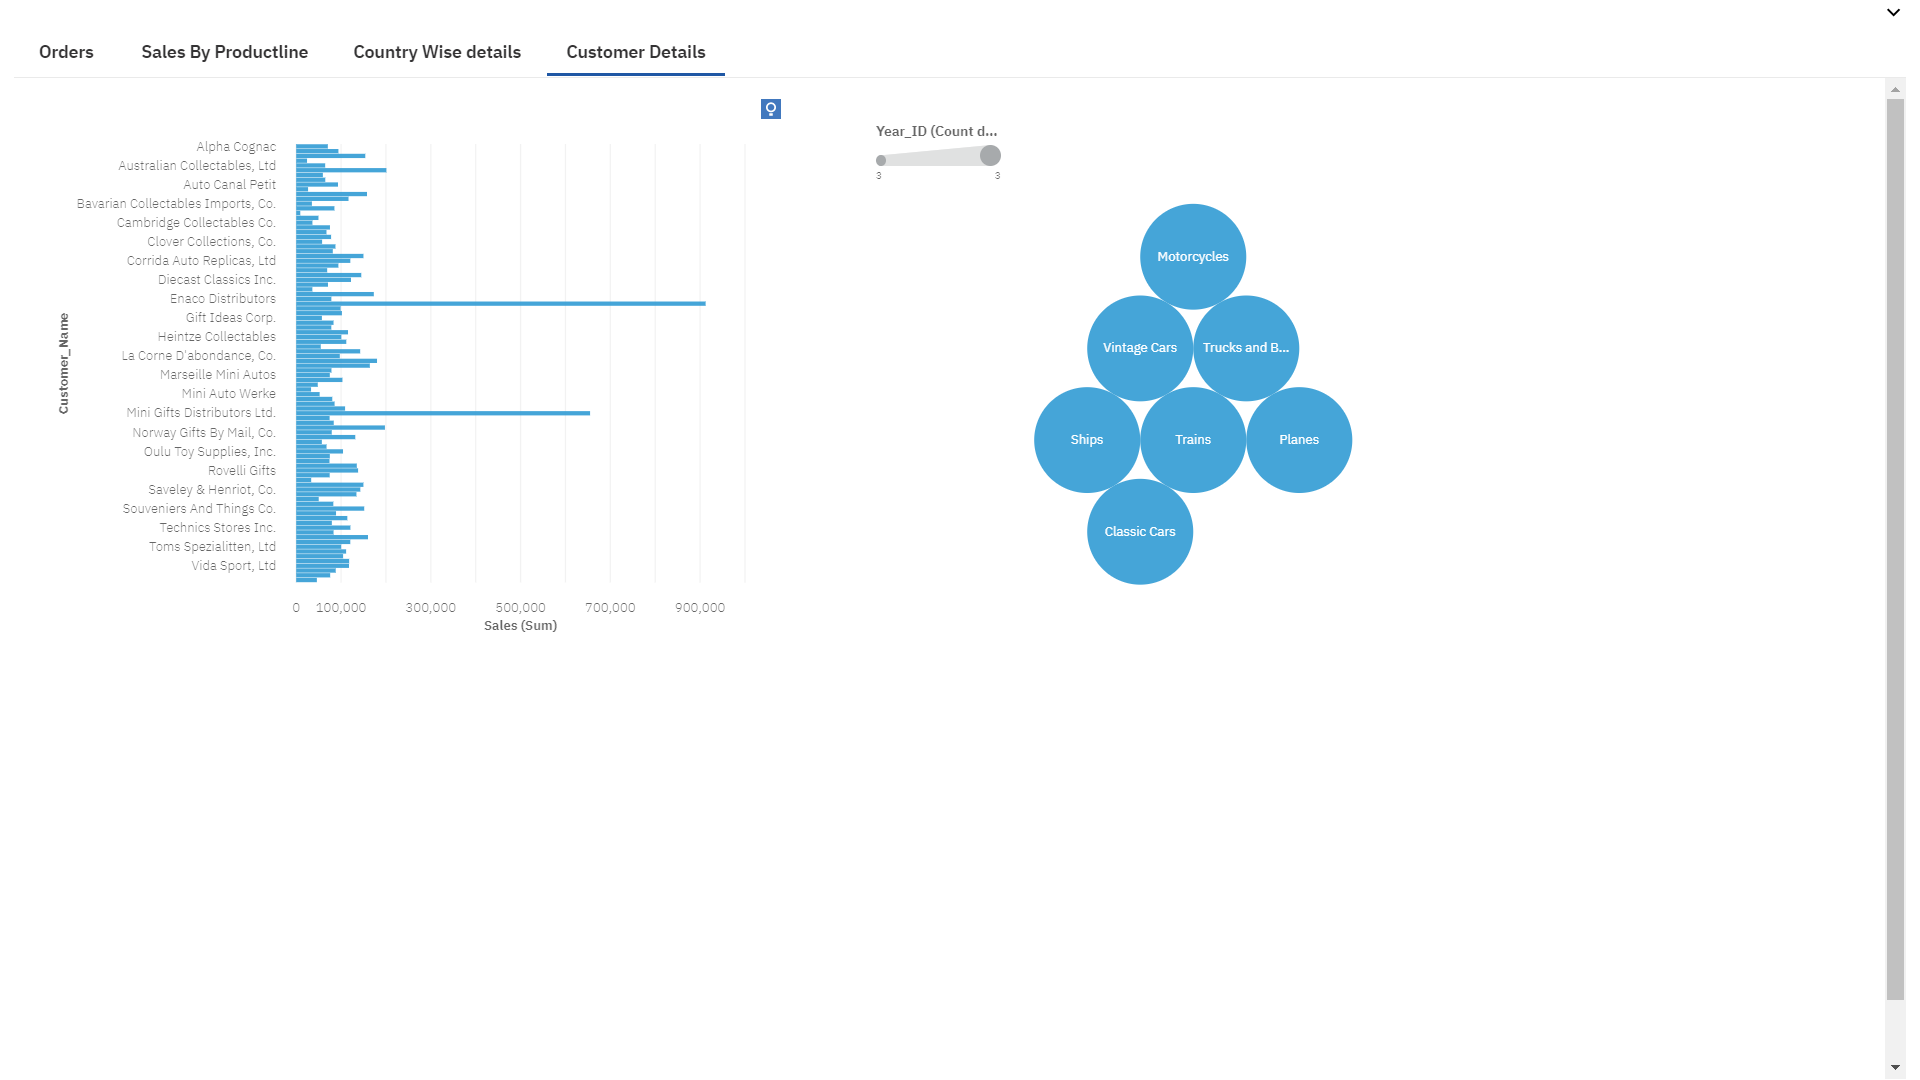 Orders Sales By Productline Country Wise details Customer Details
Customer_Name
Alpha Cognac
Australian Collectables, Ltd
Auto Canal Petit
Bavarian Collectables Imports, Co.
Cambridge Collectables Co.
Clover Collections, Co.
Corrida Auto Replicas, Ltd
Diecast Classics Inc.
Enaco Distributors
Gift Ideas Corp.
Heintze Collectables
La Corne D'abondance, Co.
Marseille Mini Autos
Mini Auto Werke
Mini Gifts Distributors Ltd.
Norway Gifts By Mail, Co.
Oulu Toy Supplies, Inc.
Rovelli Gifts
Saveley & Henriot, Co.
Souveniers And Things Co.
Technics Stores Inc.
Toms Spezialitten, Ltd
Vida Sport, Ltd
0 100,000 300,000 500,000 700,000 900,000
Sales (Sum)
Year_ID (Count d...
3 3
Motorcycles
Vintage Cars Trucks and B...
Ships Trains Planes
Classic Cars